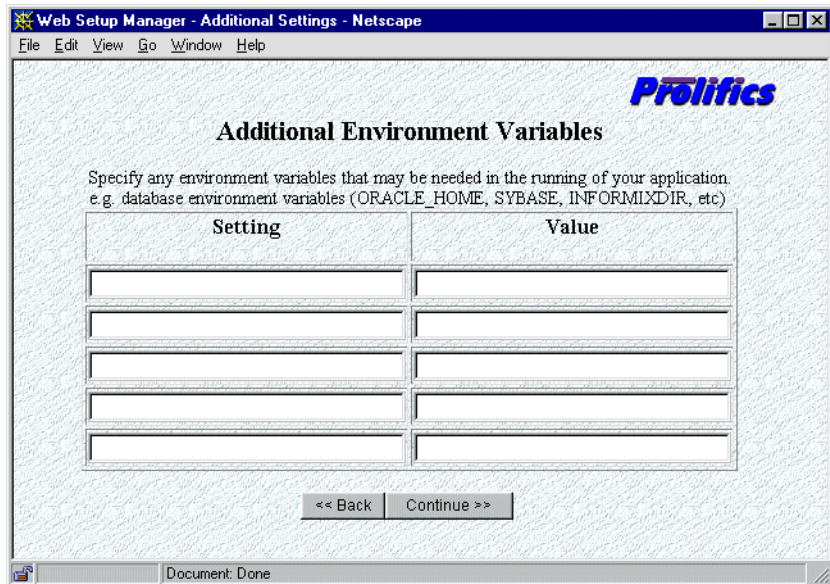 Web Setup Manager - Additional Settings - Netscape
File Edit View Go Window Help
Prolifics
Additional Environment Variables
Specify any environment variables that may be needed in the running of your application.
e.g. database environment variables (ORACLE_HOME, SYBASE, INFORMIXDIR, etc)
Setting Value
<< Back Continue >>
Document: Done